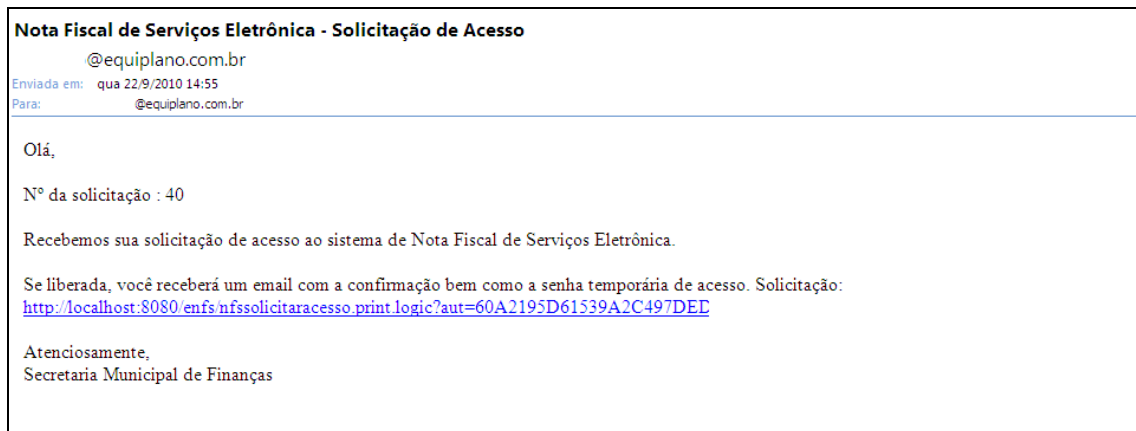 Nota Fiscal de Serviços Eletrônica - Solicitação de Acesso
@equiplano.com.br
Enviada em: qua 22/9/2010 14:55
Para: @equiplano.com.br
Olá,
Nº da solicitação : 40
Recebemos sua solicitação de acesso ao sistema de Nota Fiscal de Serviços Eletrônica.
Se liberada, você receberá um email com a confirmação bem como a senha temporária de acesso. Solicitação:
http://localhost:8080/enfs/nfssolicitaracesso.print.logic?aut=60A2195D61539A2C497DED
Atenciosamente,
Secretaria Municipal de Finanças